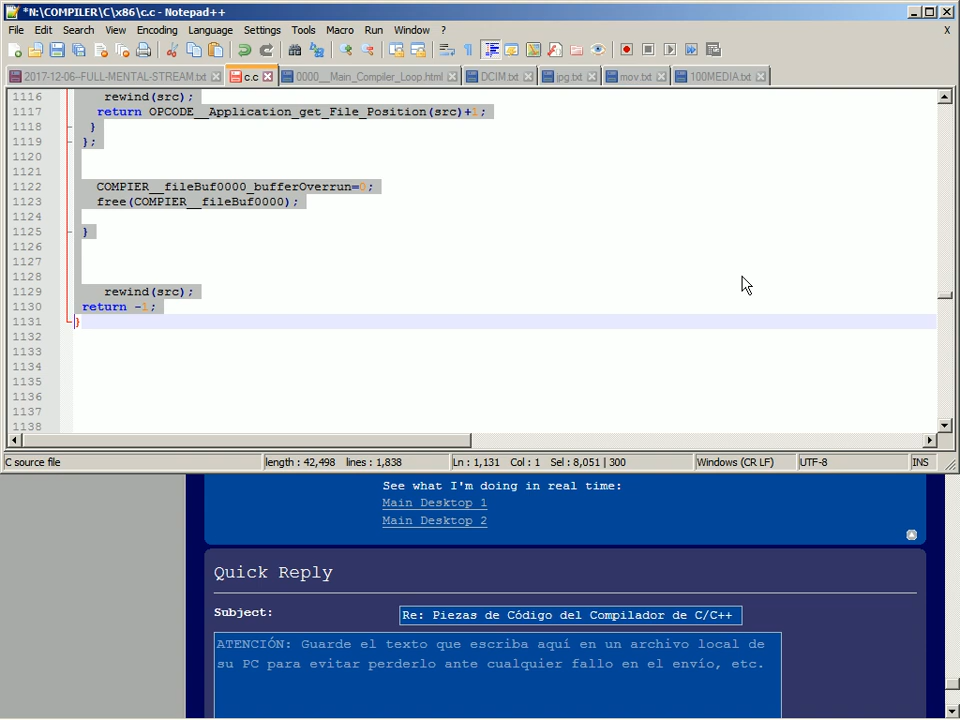 *N:\COMPILER\C\x86\c.c - Notepad++
File Edit Search View Encoding Language Settings Tools Macro Run Window ? X
2017-12-06--FULL-MENTAL-STREAM.txt c.c 0000__Main_Compiler_Loop.html DCIM.txt jpg.txt mov.txt 100MEDIA.txt
1116 rewind(src);
1117 return OPCODE__Application_get_File_Position(src)+1;
1118 }
1119 };
1120
1121
1122 COMPIER__fileBuf0000_bufferOverrun=0;
1123 free(COMPIER__fileBuf0000);
1124
1125 }
1126
1127
1128
1129 rewind(src);
1130 return -1;
1131 }
1132
1133
1134
1135
1136
1137
1138
C source file length : 42,498 lines : 1,838 Ln : 1,131 Col : 1 Sel : 8,051 | 300 Windows (CR LF) UTF-8 INS
See what I'm doing in real time:
Main Desktop 1
Main Desktop 2
Quick Reply
Subject: Re: Piezas de Código del Compilador de C/C++
ATENCIÓN: Guarde el texto que escriba aquí en un archivo local de
su PC para evitar perderlo ante cualquier fallo en el envío, etc.